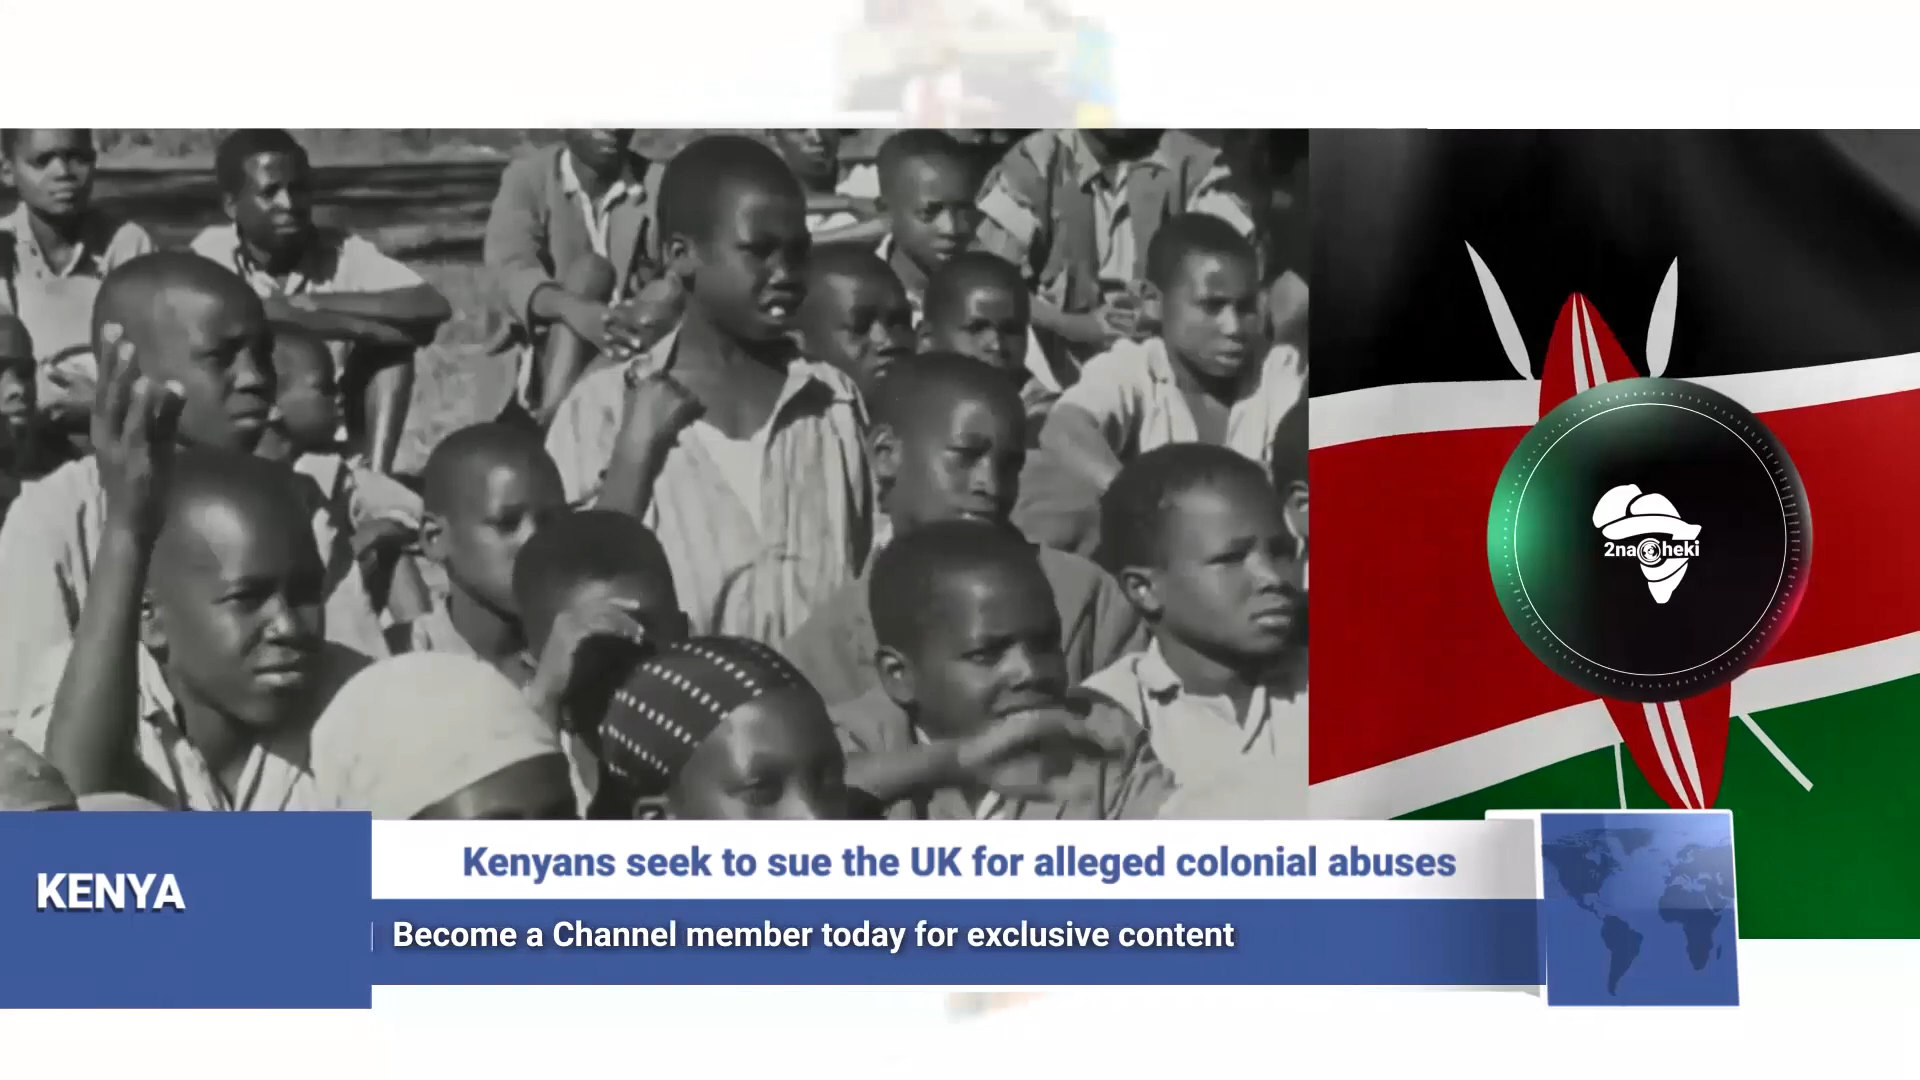 2nacheki
KENYA
Kenyans seek to sue the UK for alleged colonial abuses
Become a Channel member today for exclusive content